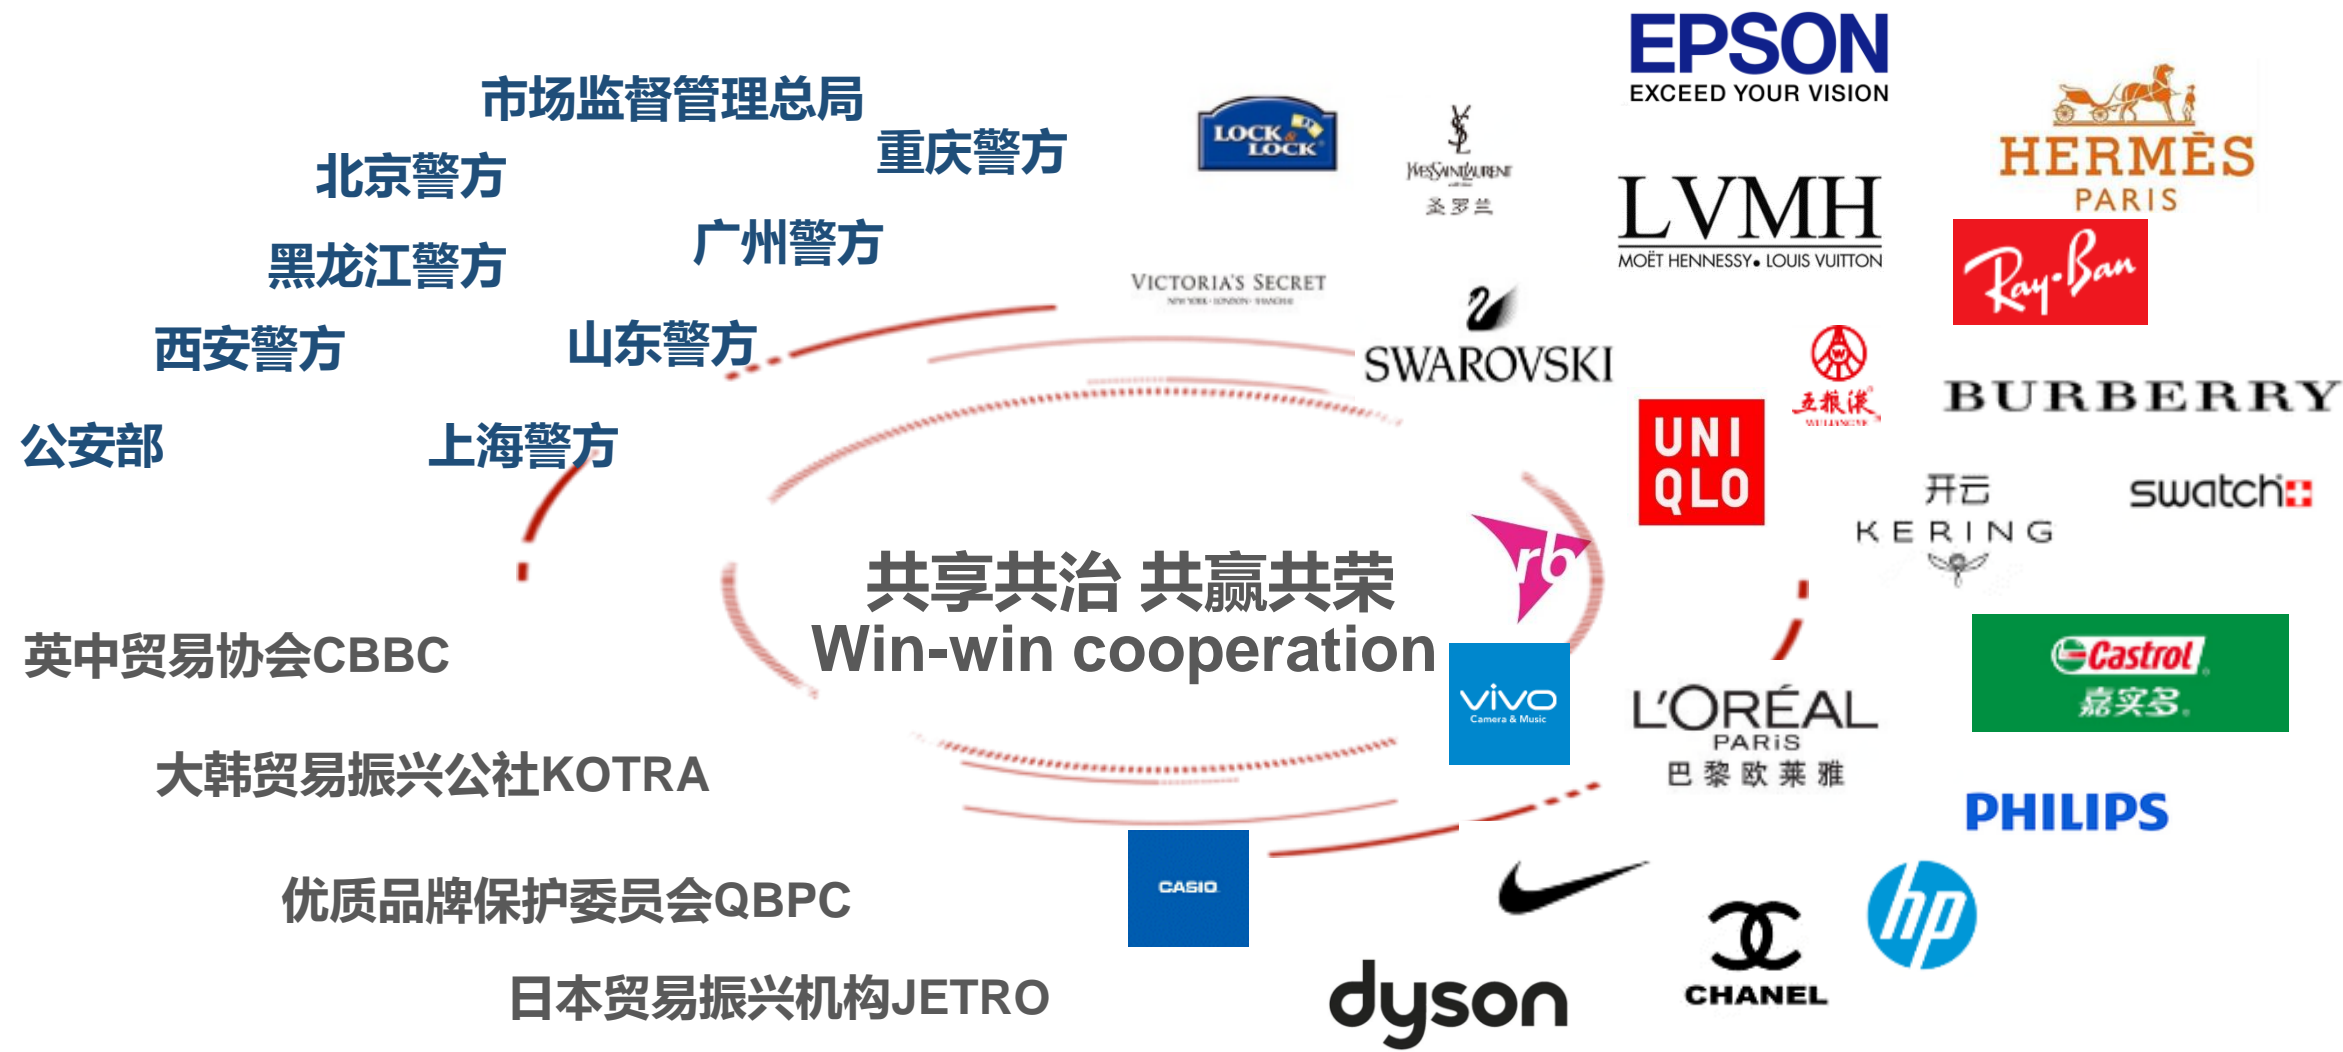 市场监督管理总局
北京警方
重庆警方
黑龙江警方
广州警方
西安警方
山东警方
公安部
上海警方
共享共治 共赢共荣
Win-win cooperation
英中贸易协会CBBC
大韩贸易振兴公社KOTRA
优质品牌保护委员会QBPC
日本贸易振兴机构JETRO
EPSON
EXCEED YOUR VISION
LOCK&
LOCK
YVESSAINTLAURENT
圣罗兰
HERMÈS
PARIS
LVMH
MOËT HENNESSY• LOUIS VUITTON
Ray-Ban
VICTORIA'S SECRET
NEW YORK · LONDON · SHANGHAI
SWAROVSKI
五粮液
WULIANGYE
BURBERRY
UNI
QLO
开云
KERING
swatch
rb
vivo
Camera & Music
L'ORÉAL
PARiS
巴黎欧莱雅
Castrol
嘉实多
PHILIPS
CASIO
hp
CHANEL
dyson